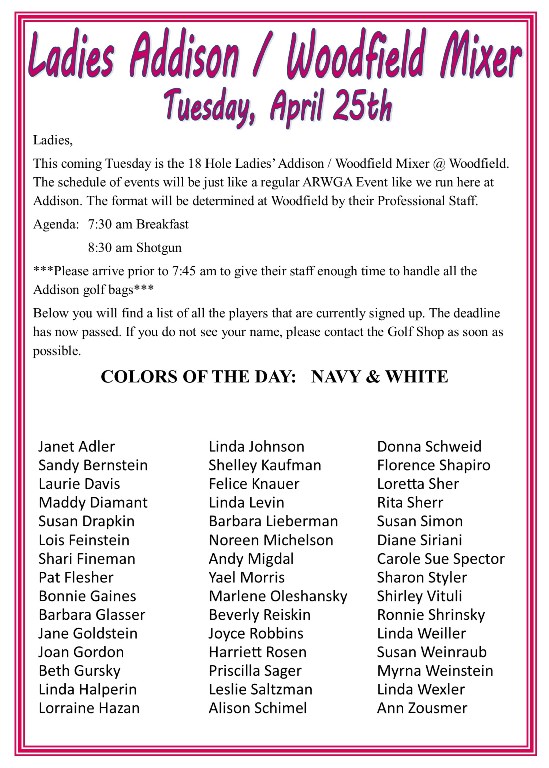 Ladies Addison / Woodfield Mixer
Tuesday, April 25th
Ladies,
This coming Tuesday is the 18 Hole Ladies' Addison / Woodfield Mixer @ Woodfield.
The schedule of events will be just like a regular ARWGA Event like we run here at
Addison. The format will be determined at Woodfield by their Professional Staff.
Agenda: 7:30 am Breakfast
8:30 am Shotgun
***Please arrive prior to 7:45 am to give their staff enough time to handle all the
Addison golf bags***
Below you will find a list of all the players that are currently signed up. The deadline
has now passed. If you do not see your name, please contact the Golf Shop as soon as
possible.
COLORS OF THE DAY: NAVY & WHITE
Janet Adler
Sandy Bernstein
Laurie Davis
Maddy Diamant
Susan Drapkin
Lois Feinstein
Shari Fineman
Pat Flesher
Bonnie Gaines
Barbara Glasser
Jane Goldstein
Joan Gordon
Beth Gursky
Linda Halperin
Lorraine Hazan
Linda Johnson
Shelley Kaufman
Felice Knauer
Linda Levin
Barbara Lieberman
Noreen Michelson
Andy Migdal
Yael Morris
Marlene Oleshansky
Beverly Reiskin
Joyce Robbins
Harriett Rosen
Priscilla Sager
Leslie Saltzman
Alison Schimel
Donna Schweid
Florence Shapiro
Loretta Sher
Rita Sherr
Susan Simon
Diane Siriani
Carole Sue Spector
Sharon Styler
Shirley Vituli
Ronnie Shrinsky
Linda Weiller
Susan Weinraub
Myrna Weinstein
Linda Wexler
Ann Zousmer